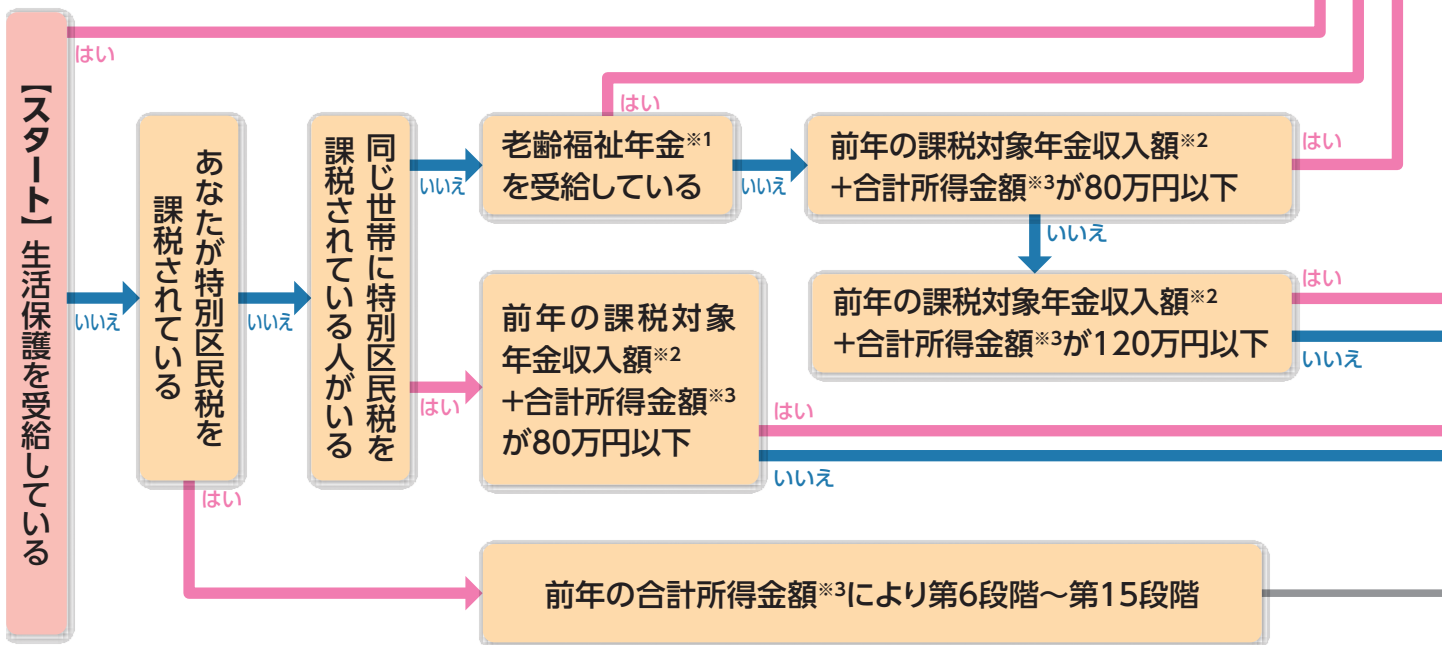 【スタート】生活保護を受給している
はい
いいえ
あなたが特別区民税を
課税されている
いいえ
はい
同じ世帯に特別区民税を
課税されている人がいる
いいえ
はい
老齢福祉年金※1
を受給している
はい
いいえ
前年の課税対象年金収入額※2
＋合計所得金額※3が80万円以下
はい
いいえ
前年の課税対象年金収入額※2
＋合計所得金額※3が120万円以下
はい
いいえ
前年の課税対象
年金収入額※2
＋合計所得金額※3
が80万円以下
はい
いいえ
前年の合計所得金額※3により第6段階～第15段階